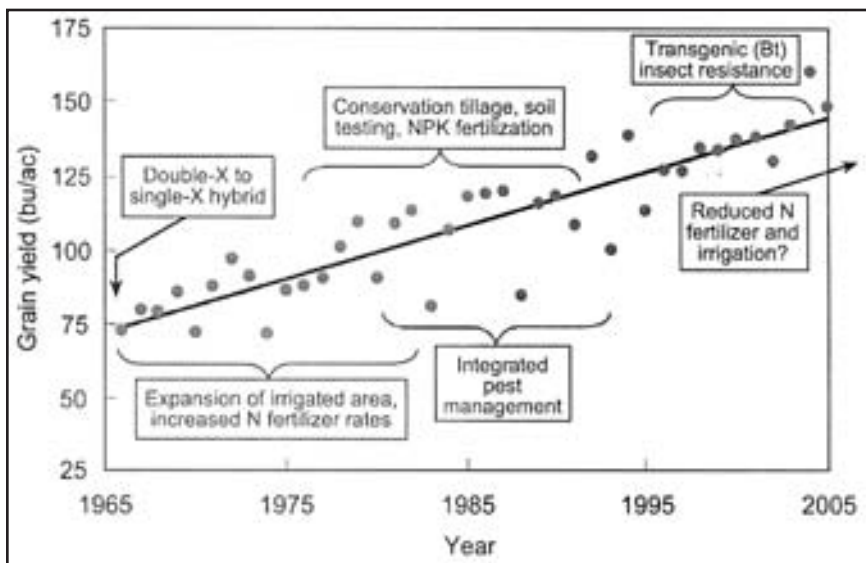 175
150
125
100
75
50
25
Grain yield (bu/ac)
Transgenic (Bt)
insect resistance
Conservation tillage, soil
testing, NPK fertilization
Double-X to
single-X hybrid
Reduced N
fertilizer and
irrigation?
Integrated
pest
management
Expansion of irrigated area,
increased N fertilizer rates
1965
1975
1985
1995
2005
Year